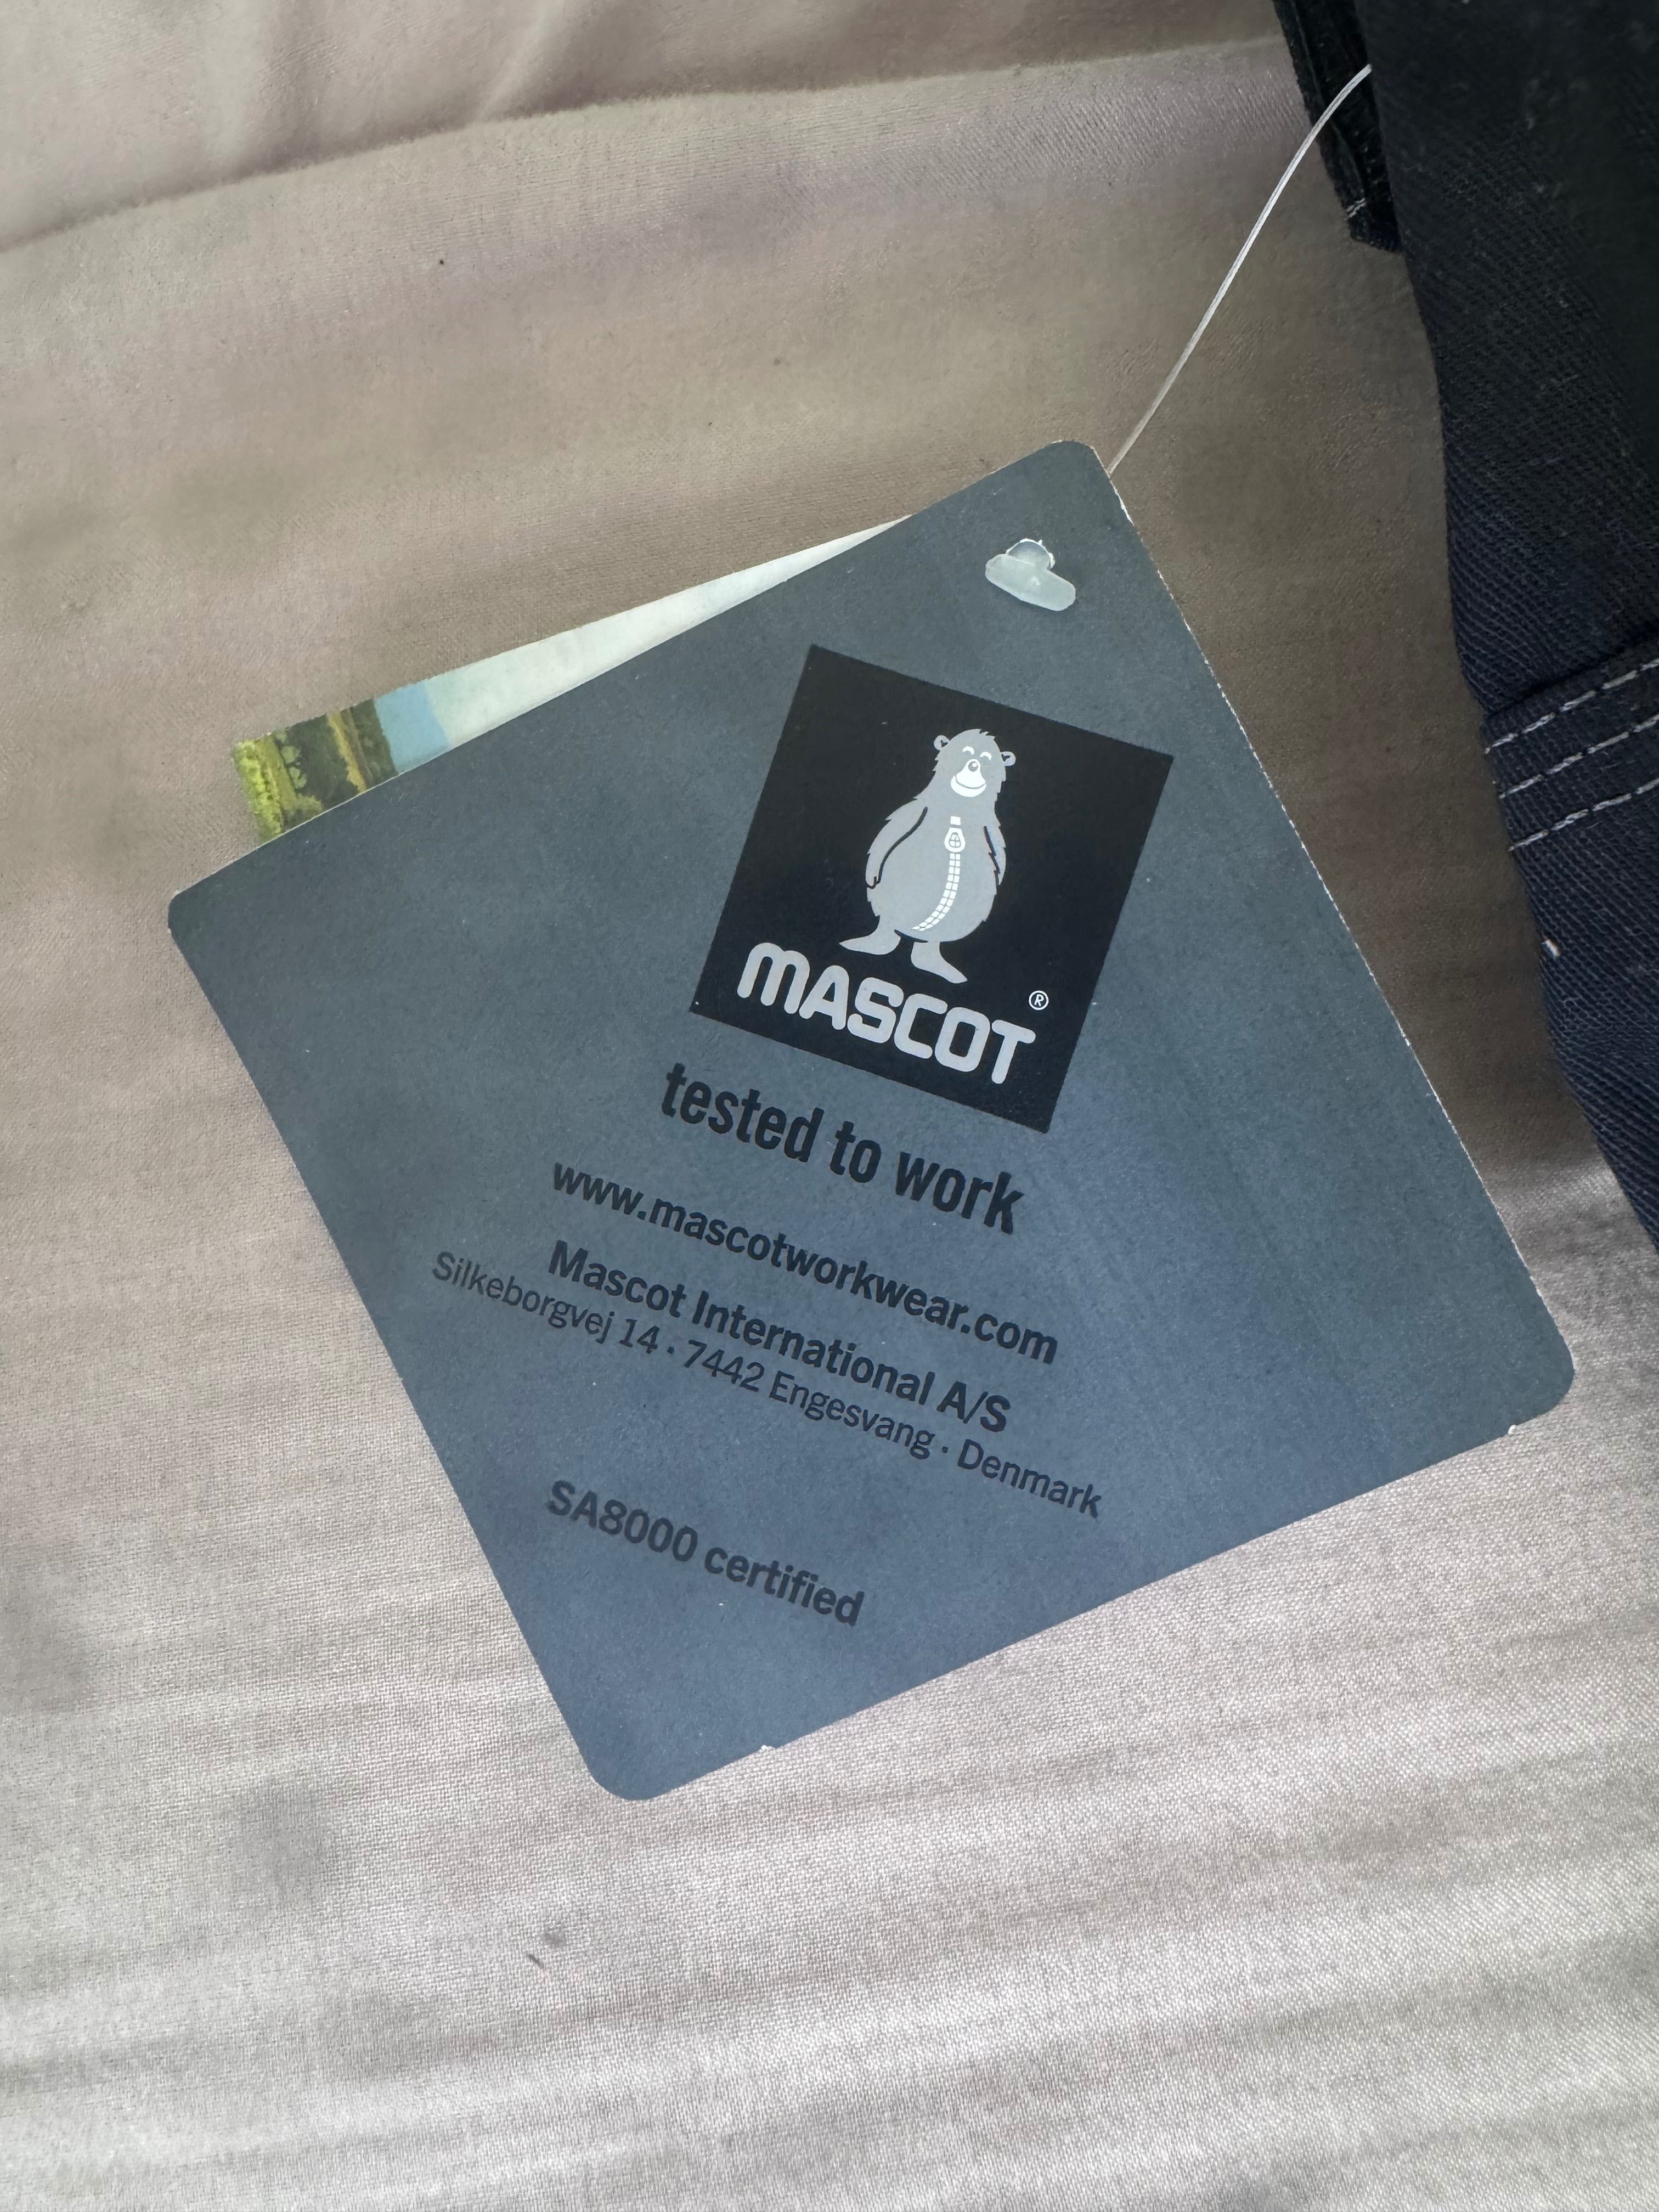 MASCOT®
tested to work
www.mascotworkwear.com
Mascot International A/S
Silkeborgvej 14 · 7442 Engesvang · Denmark
SA8000 certified